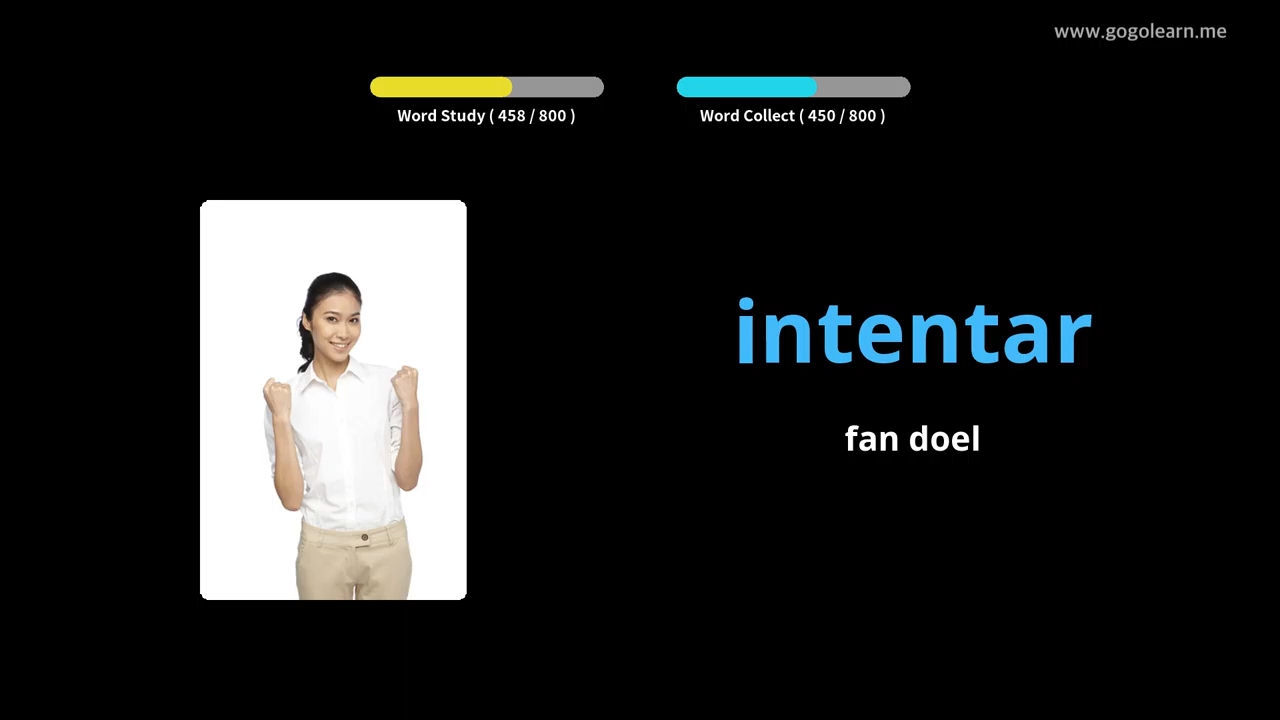 www.gogolearn.me
Word Study ( 458 / 800 )
Word Collect ( 450 / 800 )
intentar
fan doel